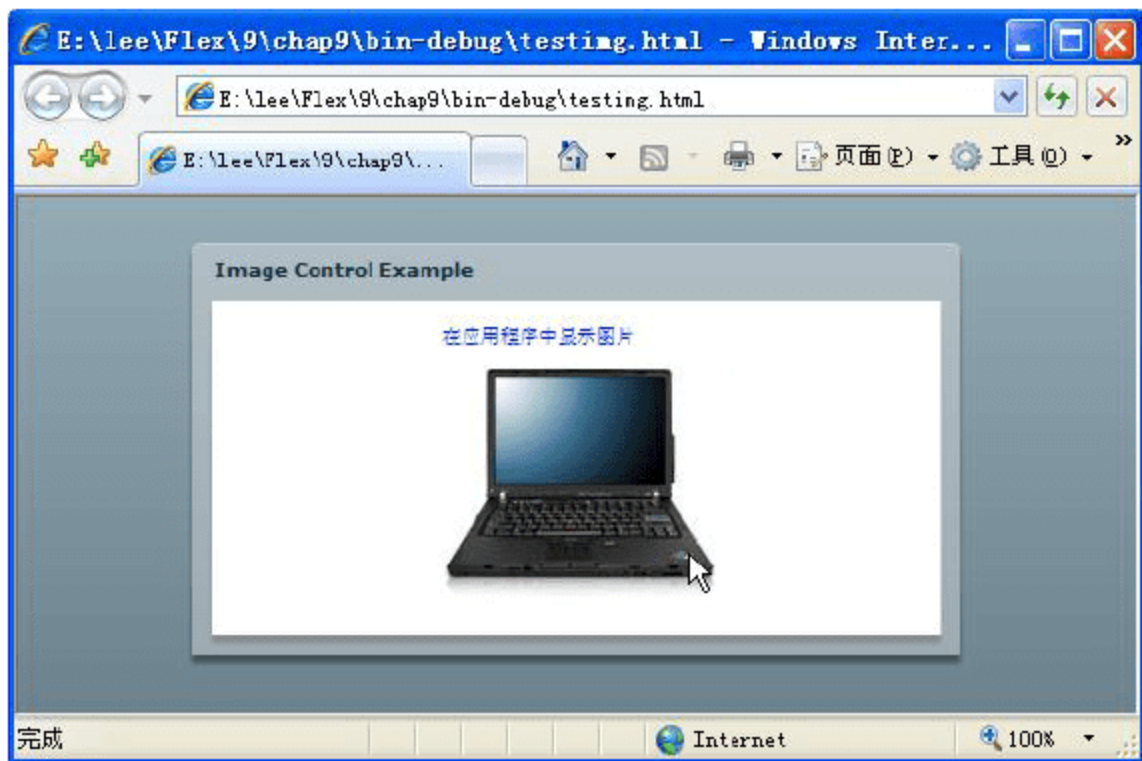 E:\lee\Flex\9\chap9\bin-debug\testimg.html - Windows Inter...
E:\lee\Flex\9\chap9\bin-debug\testing.html
E:\lee\Flex\9\chap9\...
页面(P)
工具(O)
»
Image Control Example
在应用程序中显示图片
完成
Internet
100%